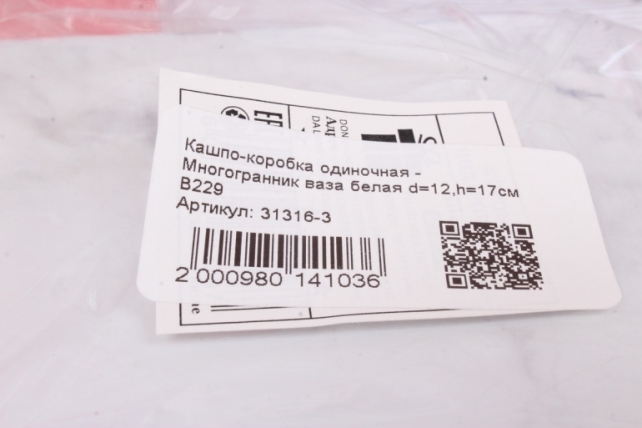 Кашпо-коробка одиночная -
Многогранник ваза белая d=12,h=17см
B229
Артикул: 31316-3
2 000980 141036